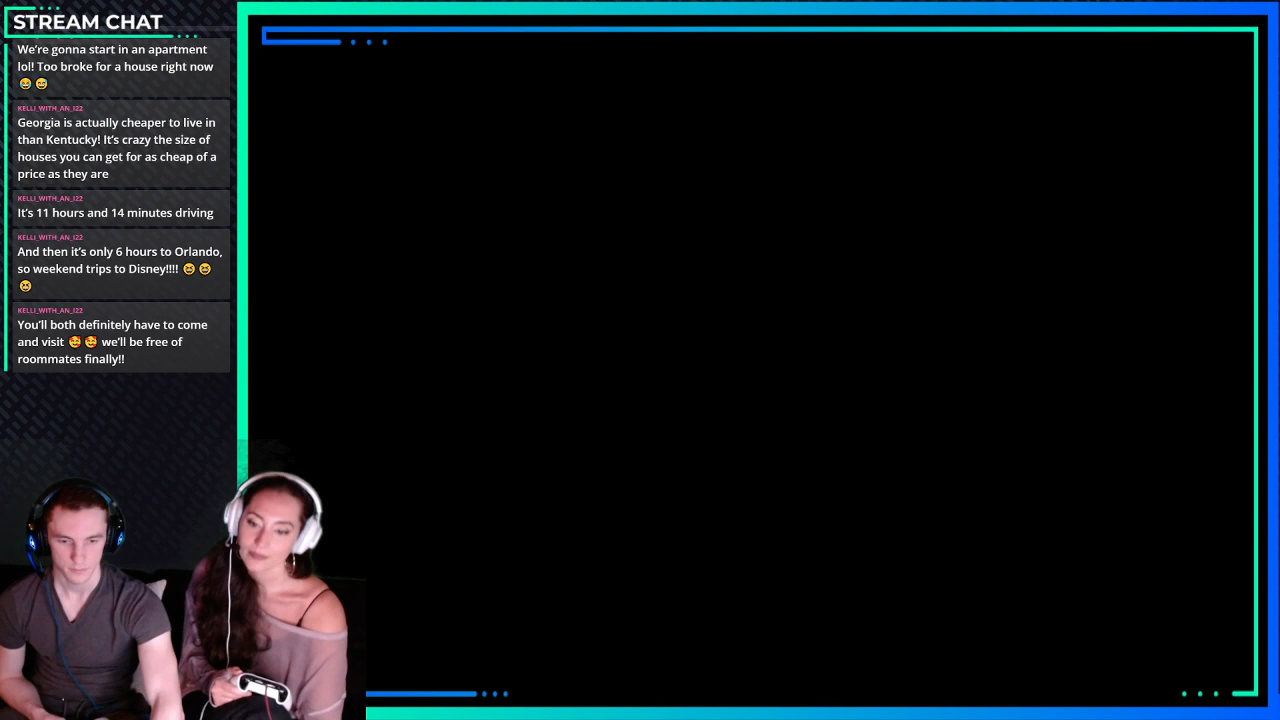 STREAM CHAT
We're gonna start in an apartment
lol! Too broke for a house right now
😂 😅
KELLI_WITH_AN_I22
Georgia is actually cheaper to live in
than Kentucky! It's crazy the size of
houses you can get for as cheap of a
price as they are
KELLI_WITH_AN_I22
It's 11 hours and 14 minutes driving
KELLI_WITH_AN_I22
And then it's only 6 hours to Orlando,
so weekend trips to Disney!!!! 😆 😆
😆
KELLI_WITH_AN_I22
You'll both definitely have to come
and visit 🥰 🥰 we'll be free of
roommates finally!!